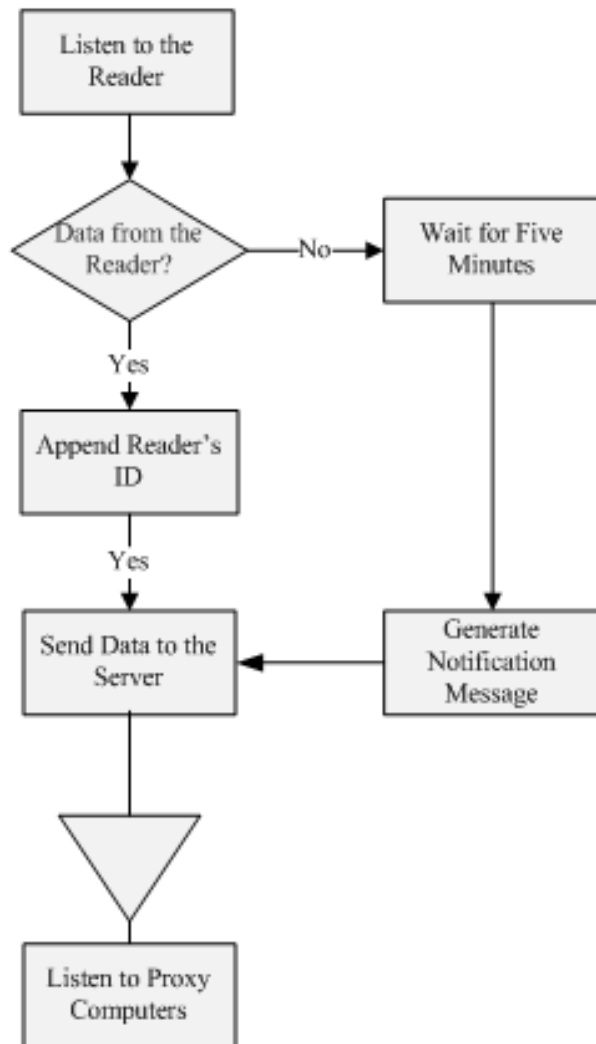 Listen to the
Reader
Data from the
Reader?
No
Wait for Five
Minutes
Yes
Append Reader's
ID
Yes
Send Data to the
Server
Generate
Notification
Message
Listen to Proxy
Computers